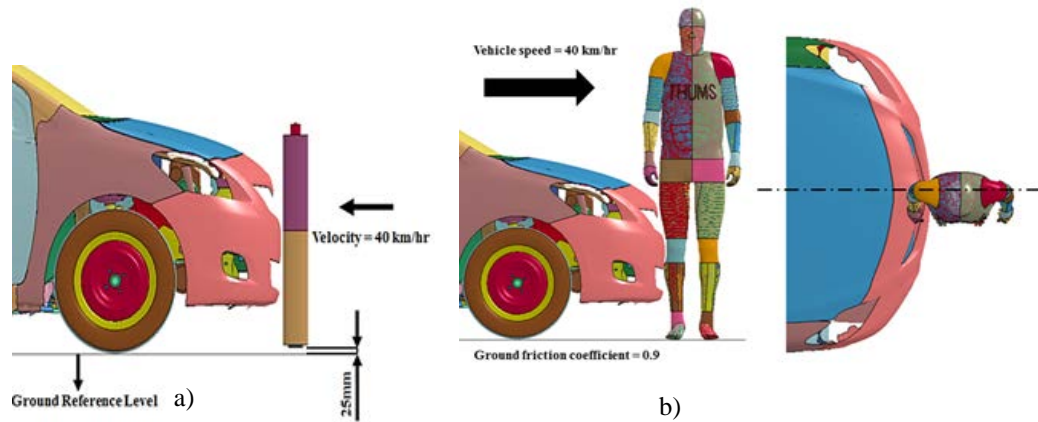 Velocity = 40 km/hr
Ground Reference Level
25mm
a)
Vehicle speed = 40 km/hr
THUMS
Ground friction coefficient = 0.9
b)